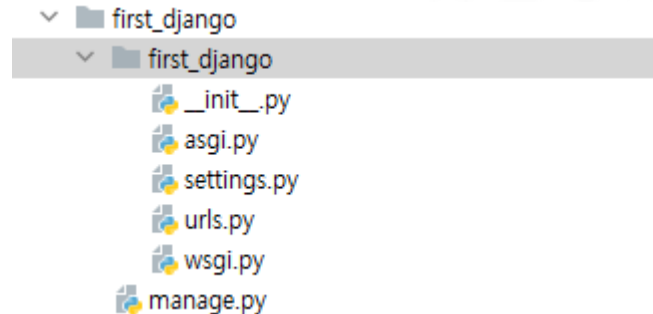 first_django
first_django
__init__.py
asgi.py
settings.py
urls.py
wsgi.py
manage.py